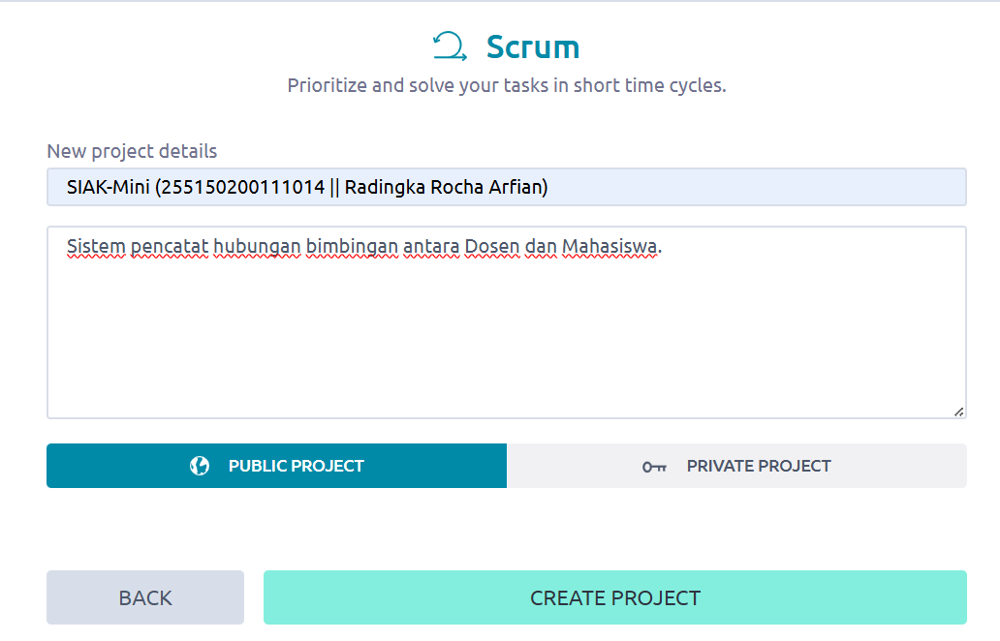 Scrum
Prioritize and solve your tasks in short time cycles.
New project details
SIAK-Mini (255150200111014 || Radingka Rocha Arfian)
Sistem pencatat hubungan bimbingan antara Dosen dan Mahasiswa.
PUBLIC PROJECT
PRIVATE PROJECT
BACK
CREATE PROJECT